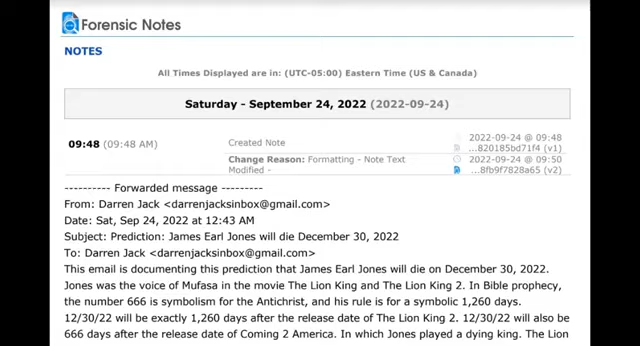 Forensic Notes
NOTES
All Times Displayed are in: (UTC-05:00) Eastern Time (US & Canada)
Saturday - September 24, 2022 (2022-09-24)
09:48 (09:48 AM)
Created Note
2022-09-24 @ 09:48
...820185bd71f4 (v1)
Change Reason: Formatting - Note Text
Modified -
2022-09-24 @ 09:50
...8fb9f7828a65 (v2)
---------- Forwarded message ---------
From: Darren Jack <darrenjacksinbox@gmail.com>
Date: Sat, Sep 24, 2022 at 12:43 AM
Subject: Prediction: James Earl Jones will die December 30, 2022
To: Darren Jack <darrenjacksinbox@gmail.com>
This email is documenting this prediction that James Earl Jones will die on December 30, 2022.
Jones was the voice of Mufasa in the movie The Lion King and The Lion King 2. In Bible prophecy,
the number 666 is symbolism for the Antichrist, and his rule is for a symbolic 1,260 days.
12/30/22 will be exactly 1,260 days after the release date of The Lion King 2. 12/30/22 will also be
666 days after the release date of Coming 2 America. In which Jones played a dying king. The Lion